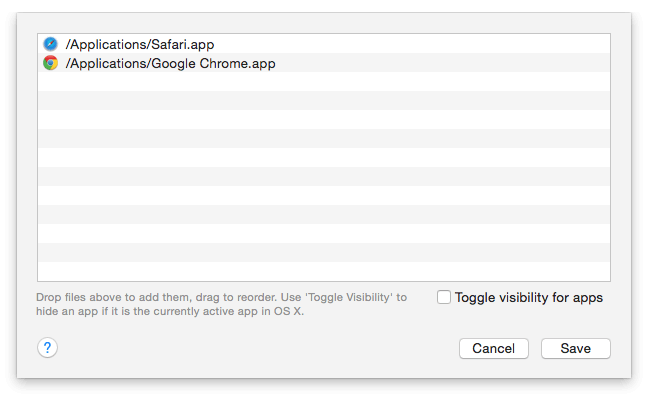 /Applications/Safari.app
/Applications/Google Chrome.app
Drop files above to add them, drag to reorder. Use 'Toggle Visibility' to
hide an app if it is the currently active app in OS X.
Toggle visibility for apps
?
Cancel
Save